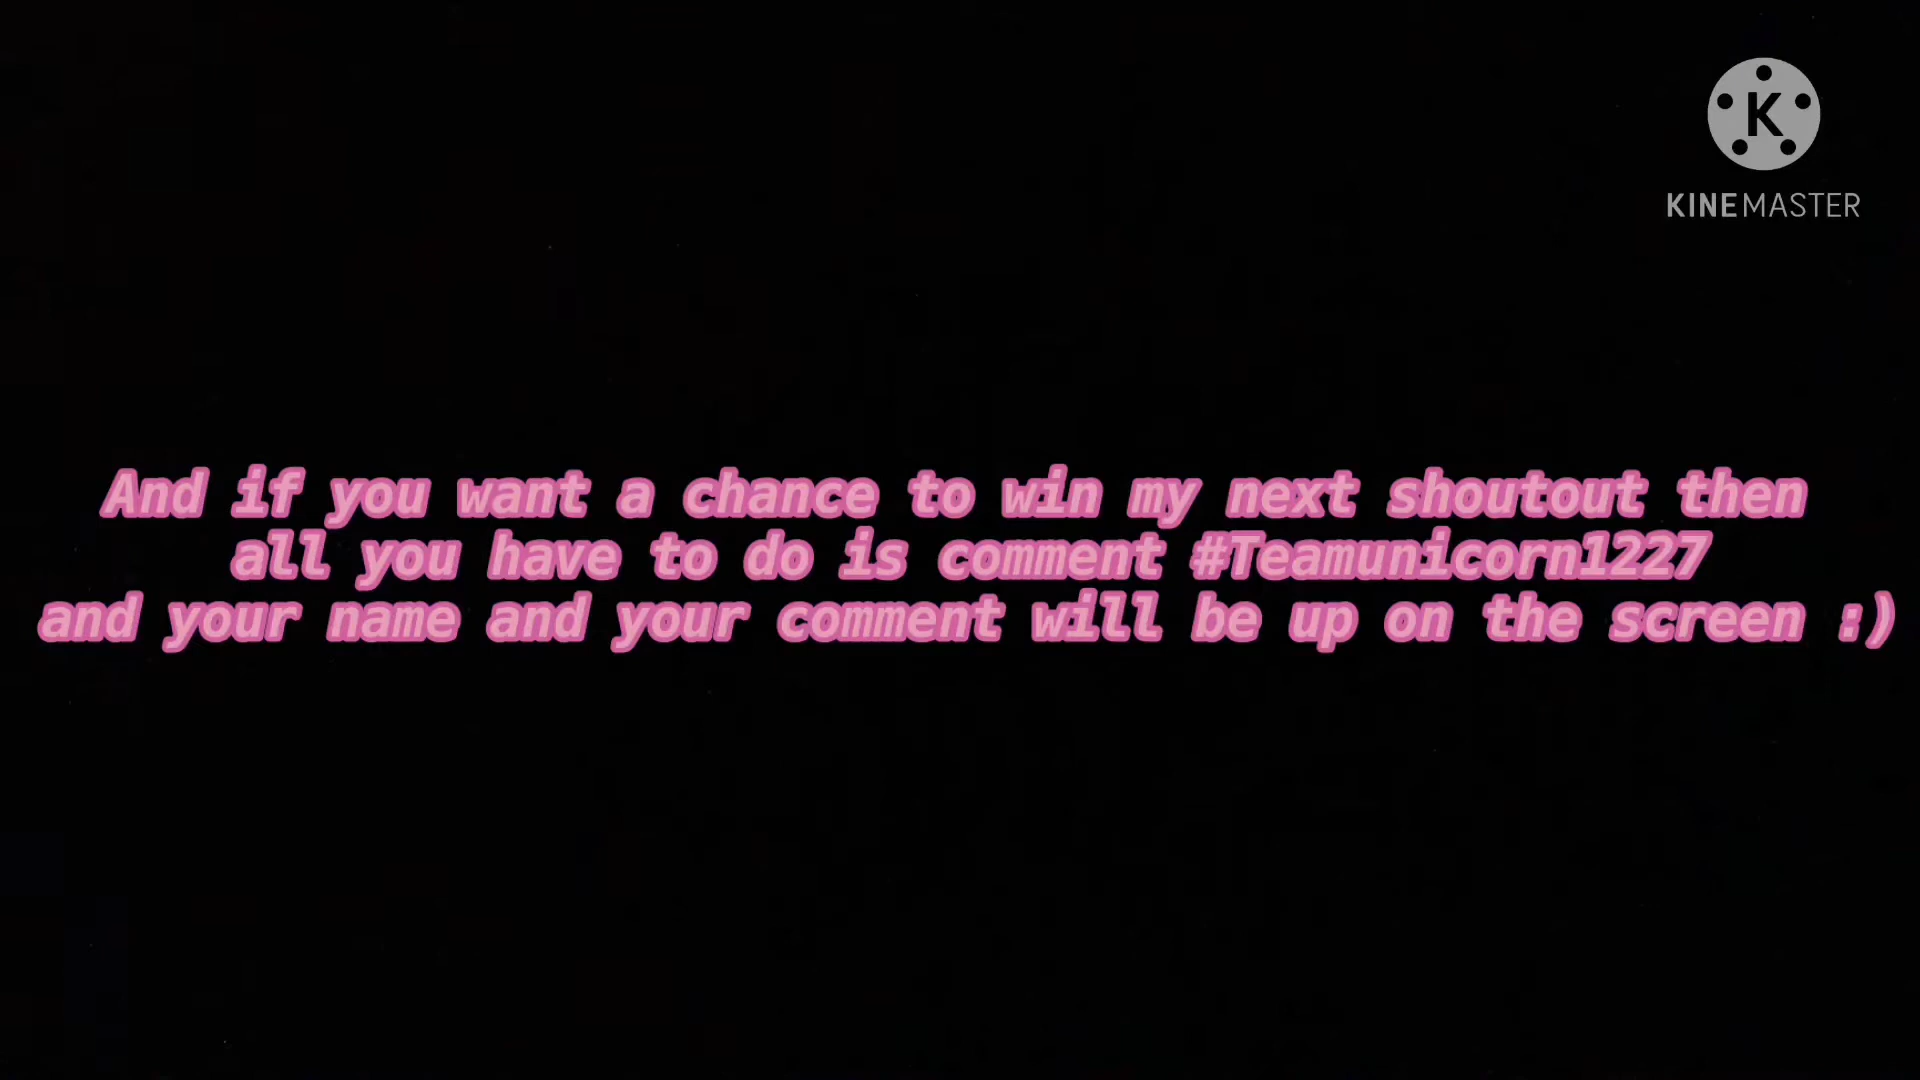 K
KINEMASTER
And if you want a chance to win my next shoutout then
all you have to do is comment #Teamunicorn1227
and your name and your comment will be up on the screen :)